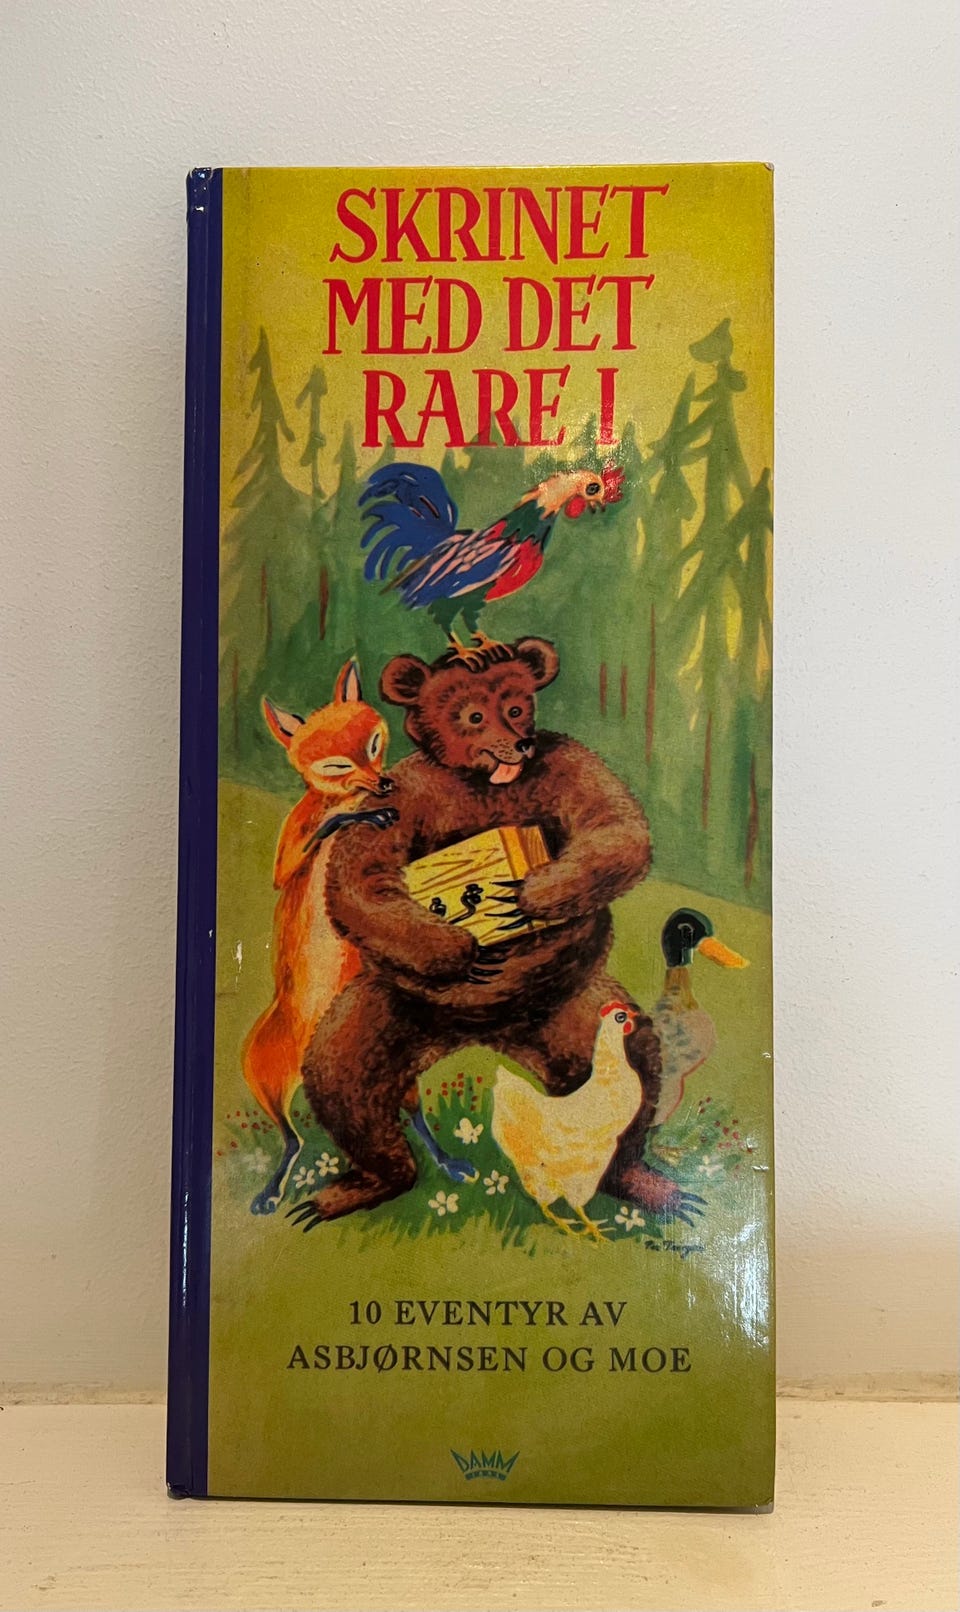 SKRINET
MED DET
RARE I
10 EVENTYR AV
ASBJØRNSEN OG MOE
DAMM